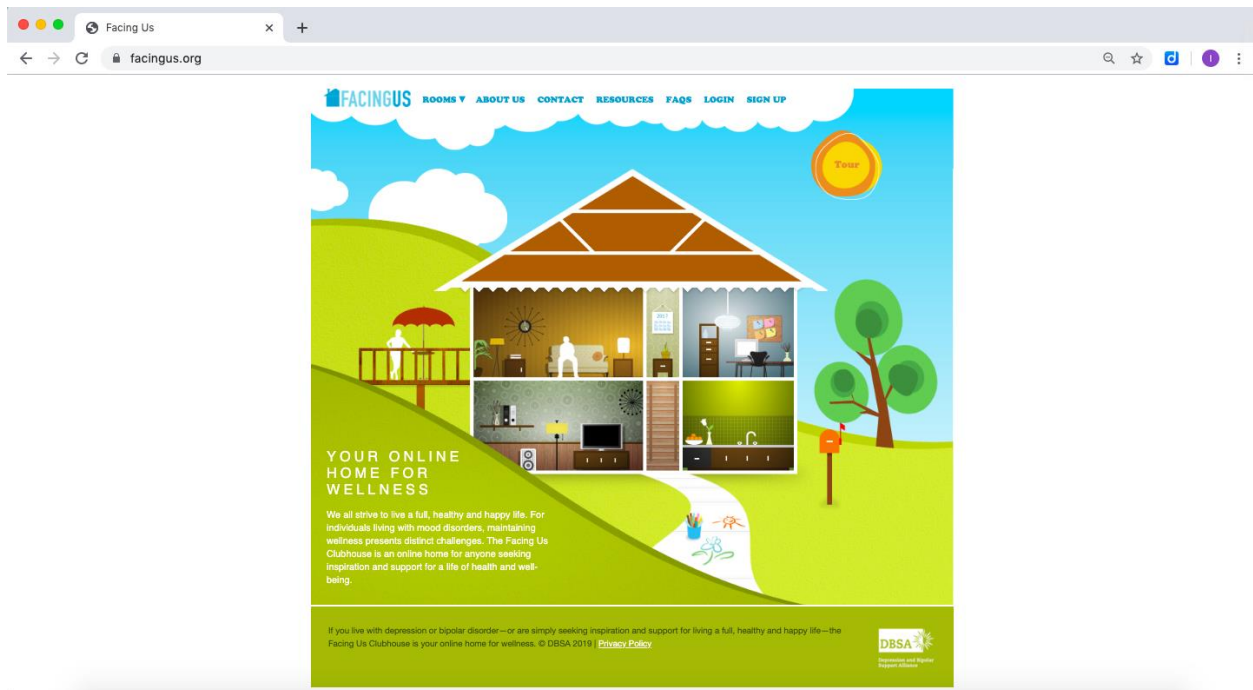 Facing Us
facingus.org
FACINGUS ROOMS▼ ABOUT US CONTACT RESOURCES FAQS LOGIN SIGN UP
Tour
2017
YOUR ONLINE
HOME FOR
WELLNESS
We all strive to live a full, healthy and happy life. For
individuals living with mood disorders, maintaining
wellness presents distinct challenges. The Facing Us
Clubhouse is an online home for anyone seeking
inspiration and support for a life of health and well-
being.
If you live with depression or bipolar disorder—or are simply seeking inspiration and support for living a full, healthy and happy life—the
Facing Us Clubhouse is your online home for wellness. © DBSA 2019 | Privacy Policy
DBSA
Depression and Bipolar
Support Alliance